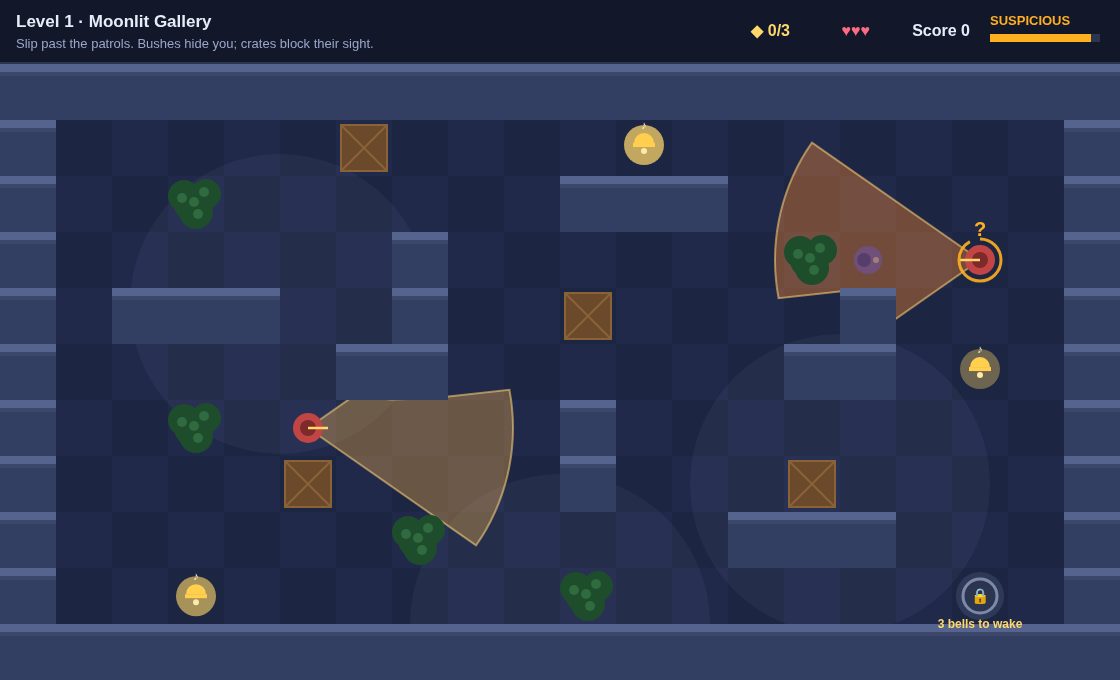 Level 1 · Moonlit Gallery
Slip past the patrols. Bushes hide you; crates block their sight.
◆ 0/3
♥♥♥
Score 0
SUSPICIOUS
♪
?
♪
♪
3 bells to wake